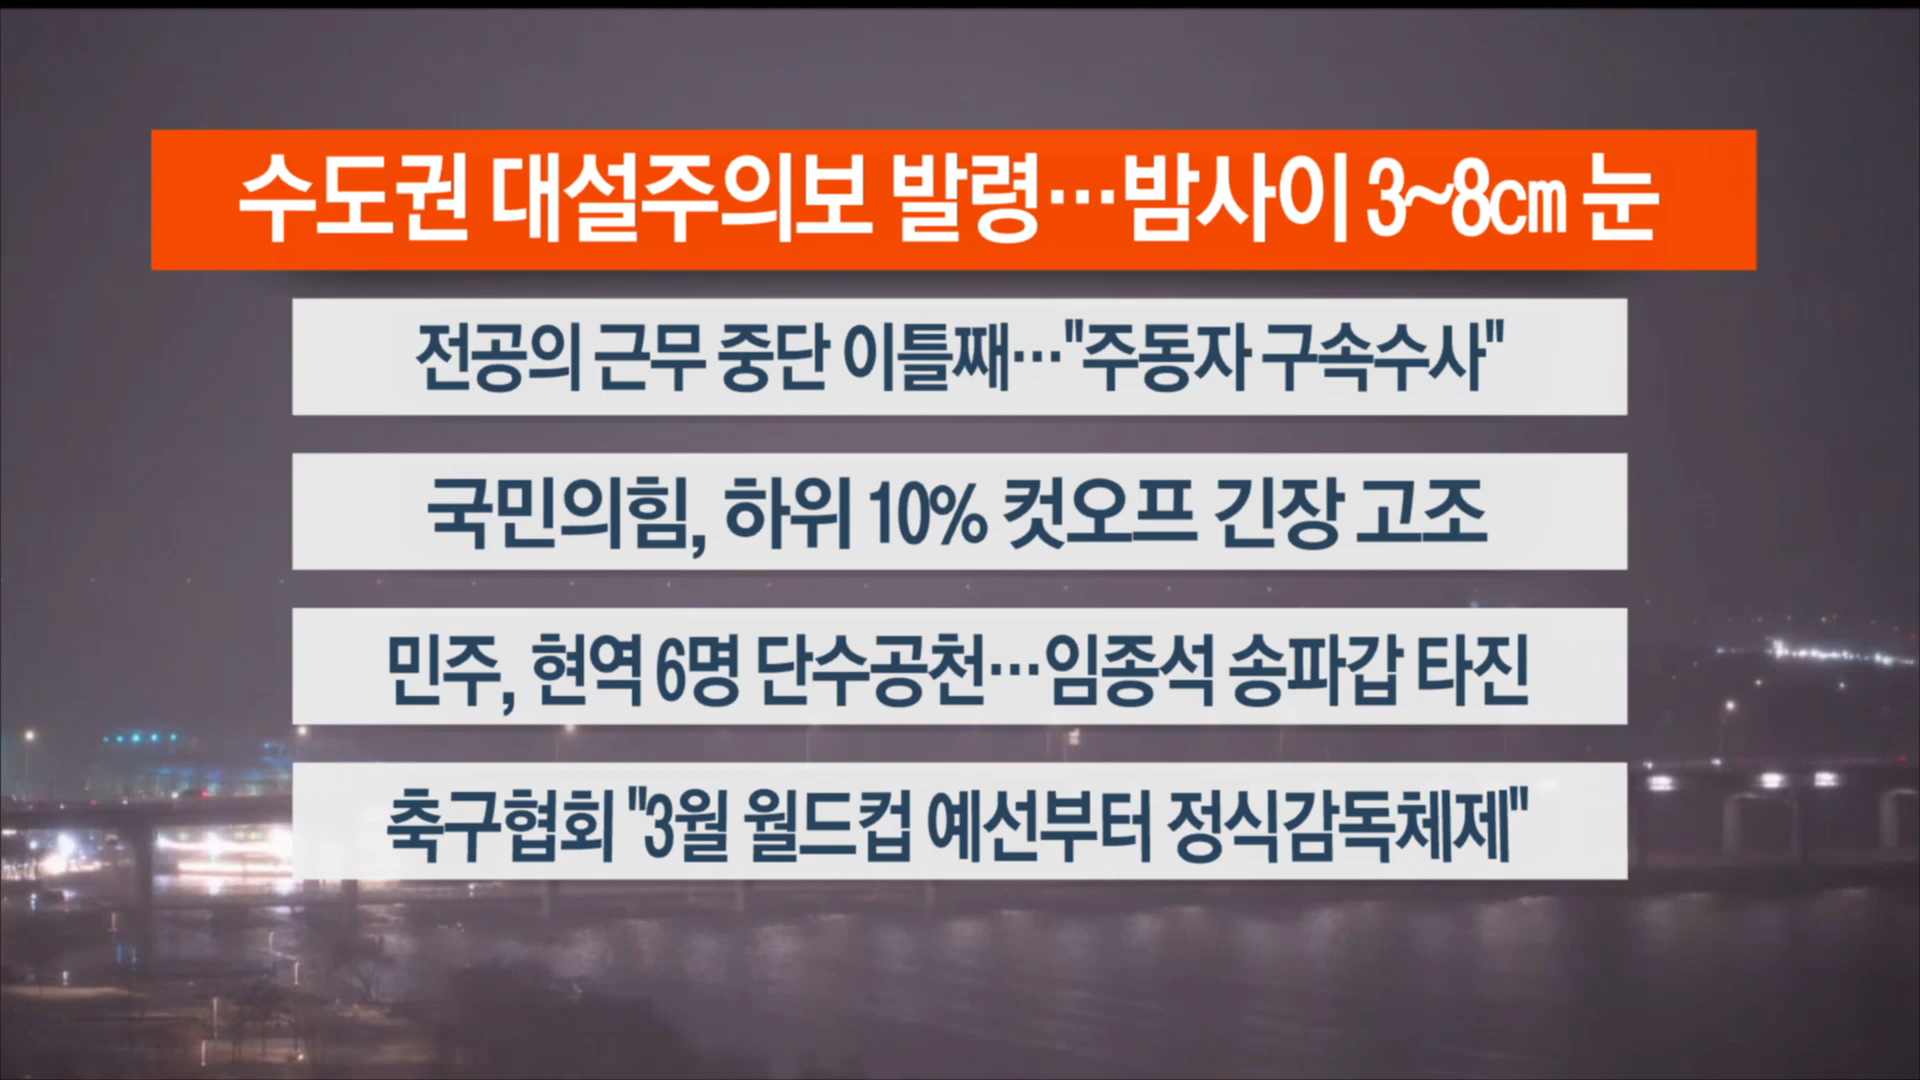 수도권 대설주의보 발령…밤사이 3~8㎝ 눈
전공의 근무 중단 이틀째…"주동자 구속수사"
국민의힘, 하위 10% 컷오프 긴장 고조
민주, 현역 6명 단수공천…임종석 송파갑 타진
축구협회 "3월 월드컵 예선부터 정식감독체제"